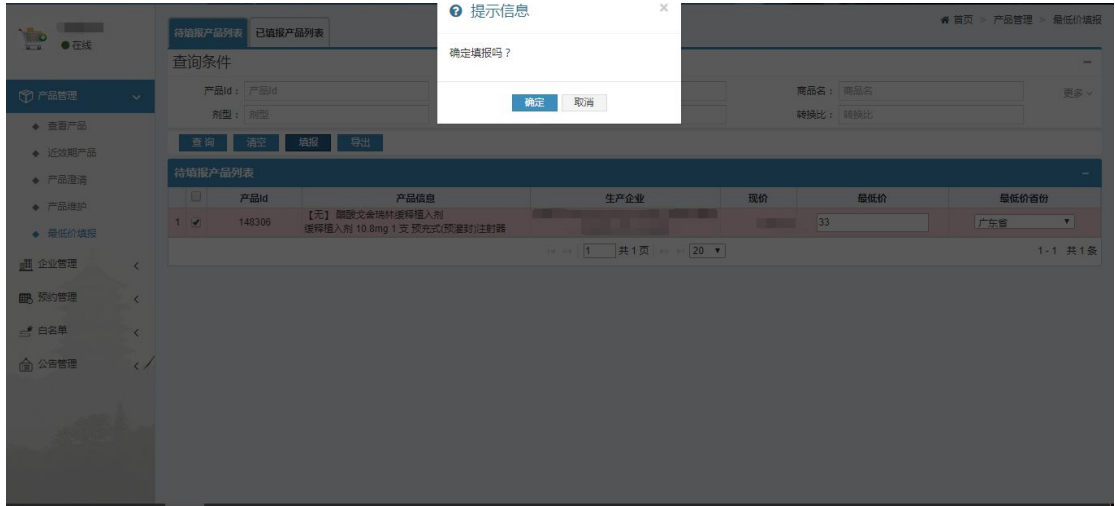 在线
产品管理
查看产品
近效期产品
产品澄清
产品维护
最低价填报
企业管理
预约管理
白名单
公告管理
首页 > 产品管理 > 最低价填报
待填报产品列表 已填报产品列表
提示信息 ×
确定填报吗？
确定 取消
查询条件
产品Id： 产品Id 商品名： 商品名 更多
剂型： 剂型 转换比： 转换比
查询 清空 填报 导出
待填报产品列表
产品Id 产品信息 生产企业 现价 最低价 最低价省份
1 148306 【无】 醋酸戈舍瑞林缓释植入剂 33 广东省
缓释植入剂 10.8mg 1 支 预充式(预灌封)注射器
1 共 1 页 20 1 - 1 共 1 条